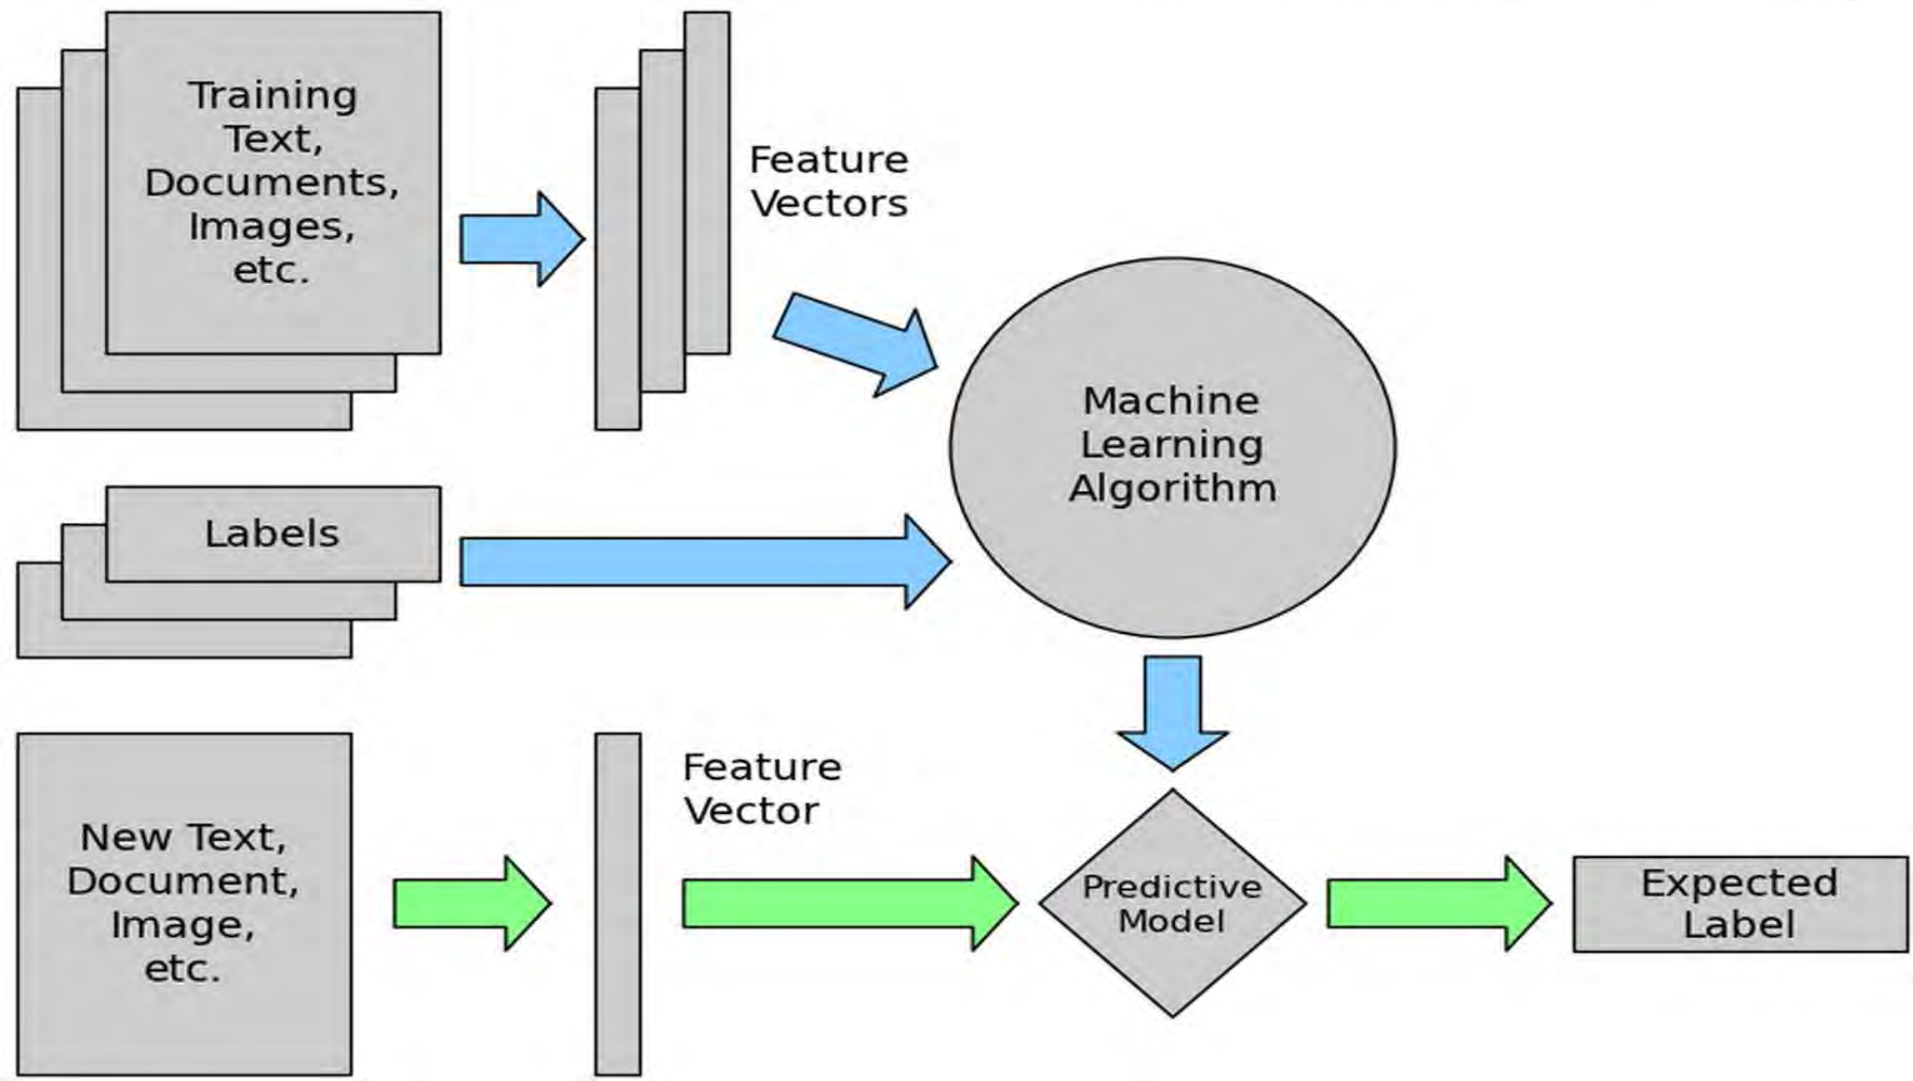 Training
Text,
Documents,
Images,
etc.
Feature
Vectors
Machine
Learning
Algorithm
Labels
New Text,
Document,
Image,
etc.
Feature
Vector
Predictive
Model
Expected
Label